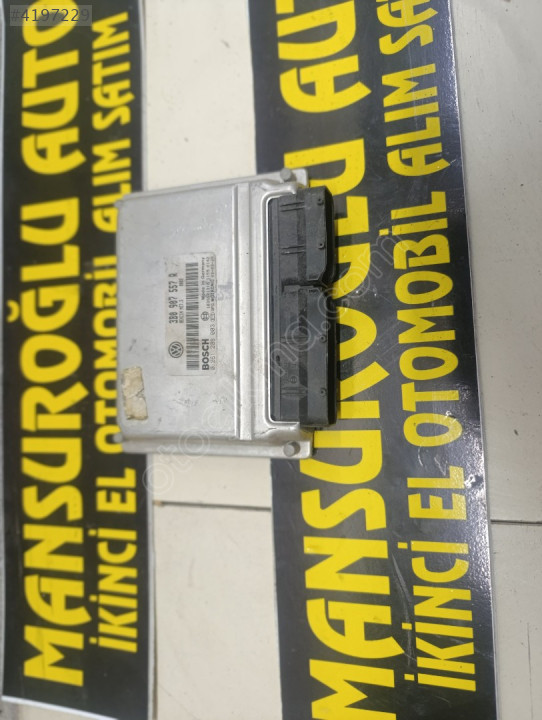 #4197229
MANSUROĞLU AUTO
İKİNCİ EL OTOMOBİL ALIM SATIM
3B0 907 557 R
BOSCH
MANSUROĞLU AUTO
İKİNCİ EL OTOMOBİL ALIM SATIM